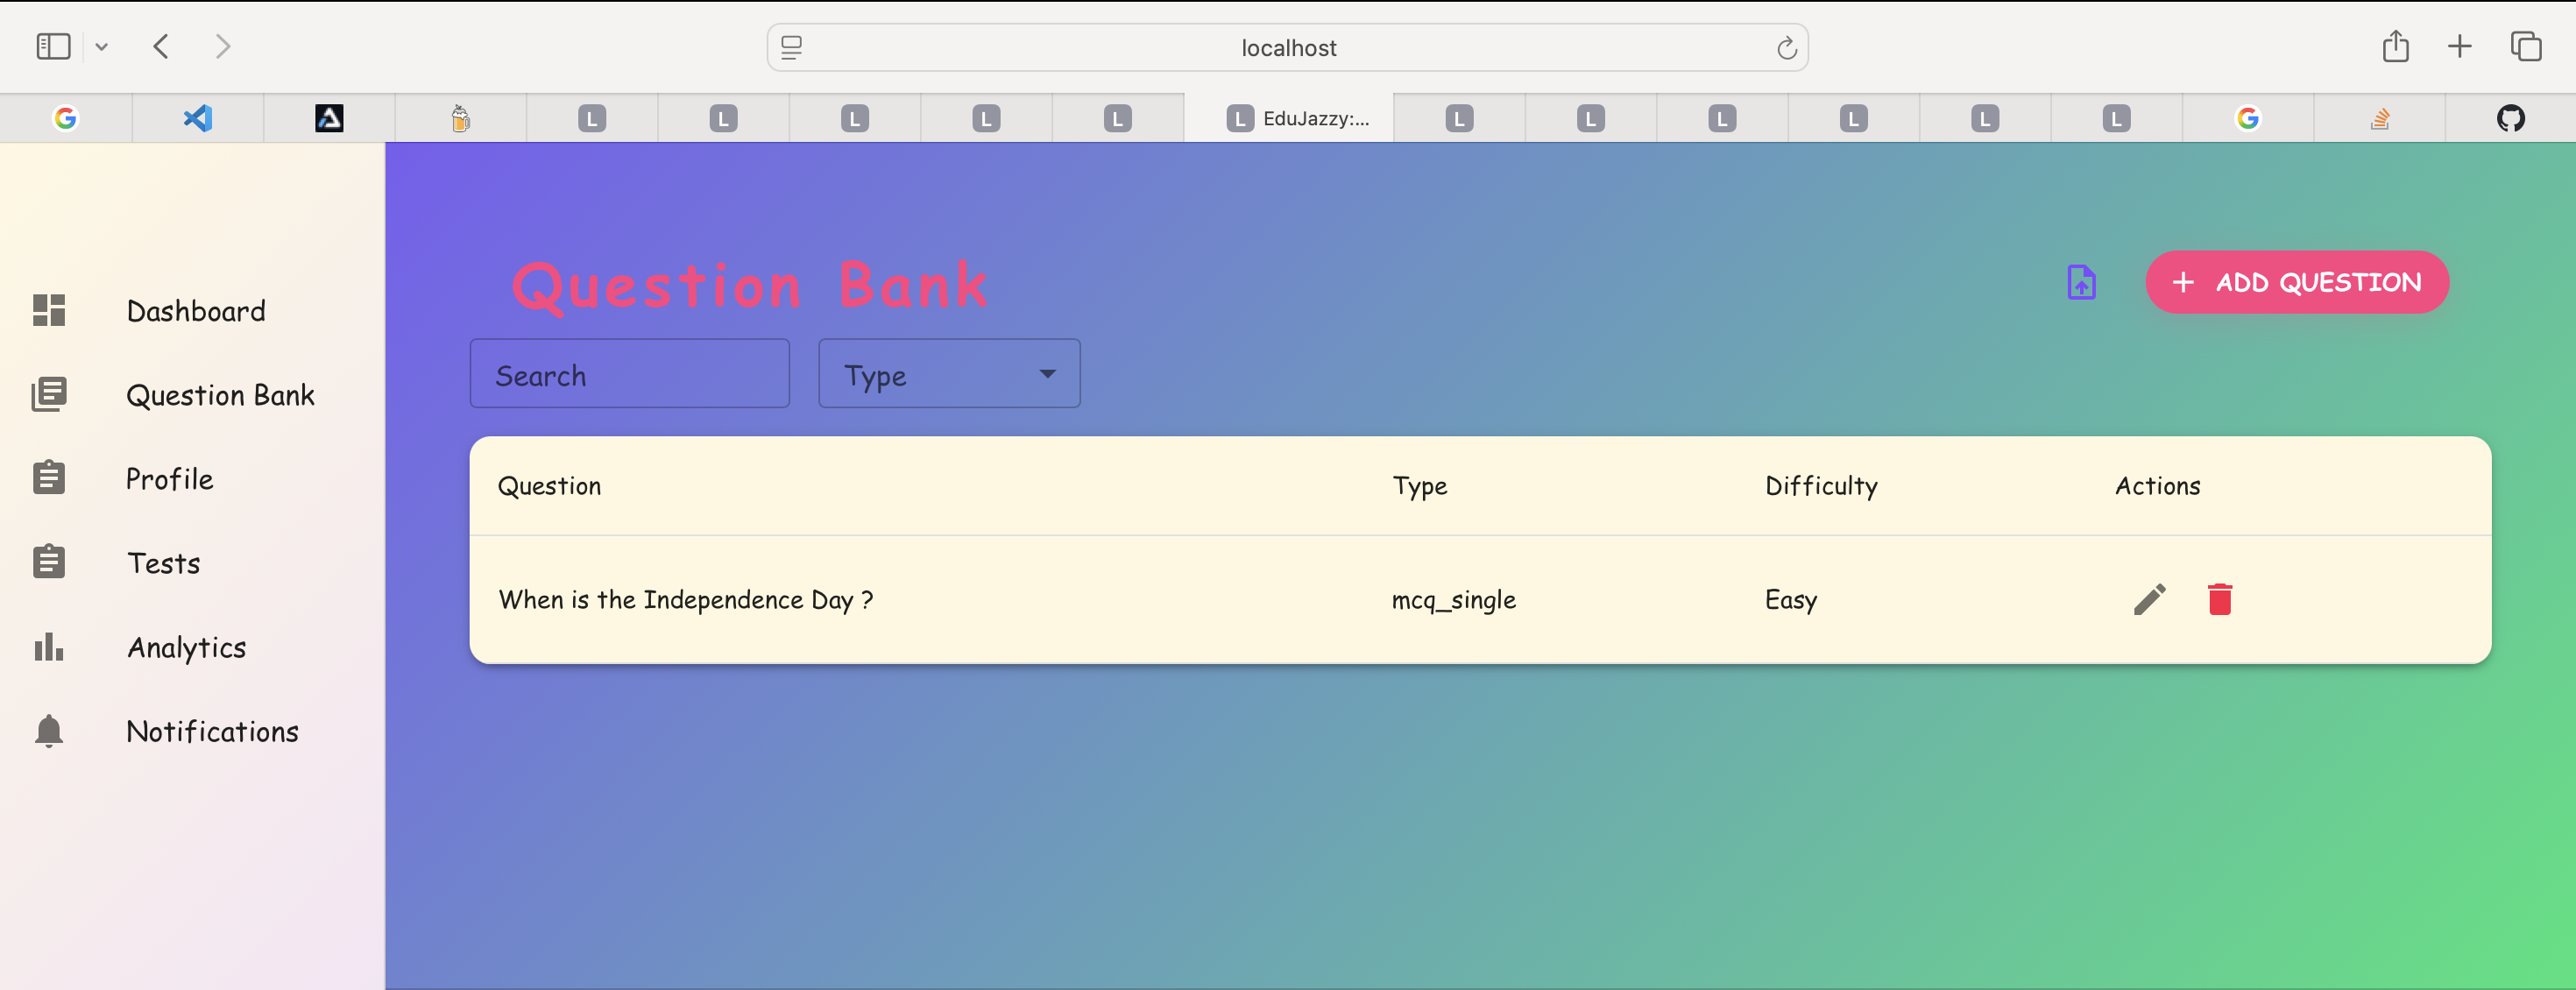 localhost
L
L
L
L
L
L EduJazzy:...
L
L
L
L
L
L
Dashboard
Question Bank
Profile
Tests
Analytics
Notifications
Question Bank
+ ADD QUESTION
Search
Type
Question Type Difficulty Actions
When is the Independence Day ? mcq_single Easy